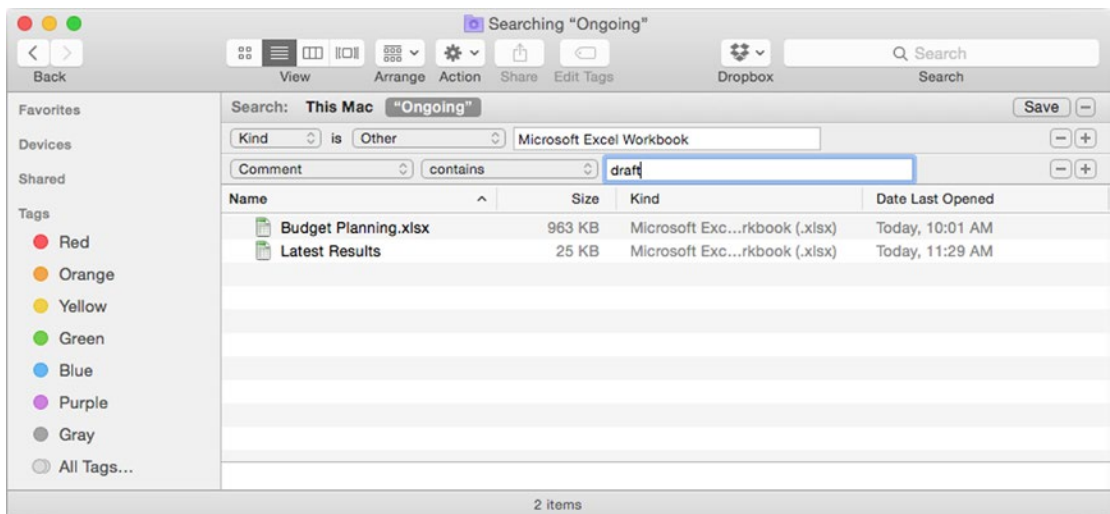 Searching “Ongoing”
Back View Arrange Action Share Edit Tags Dropbox Search Search
Favorites
Devices
Shared
Tags
Red
Orange
Yellow
Green
Blue
Purple
Gray
All Tags...
Search: This Mac “Ongoing” Save
Kind is Other Microsoft Excel Workbook
Comment contains draft
Name Size Kind Date Last Opened
Budget Planning.xlsx 963 KB Microsoft Exc...rkbook (.xlsx) Today, 10:01 AM
Latest Results 25 KB Microsoft Exc...rkbook (.xlsx) Today, 11:29 AM
2 items